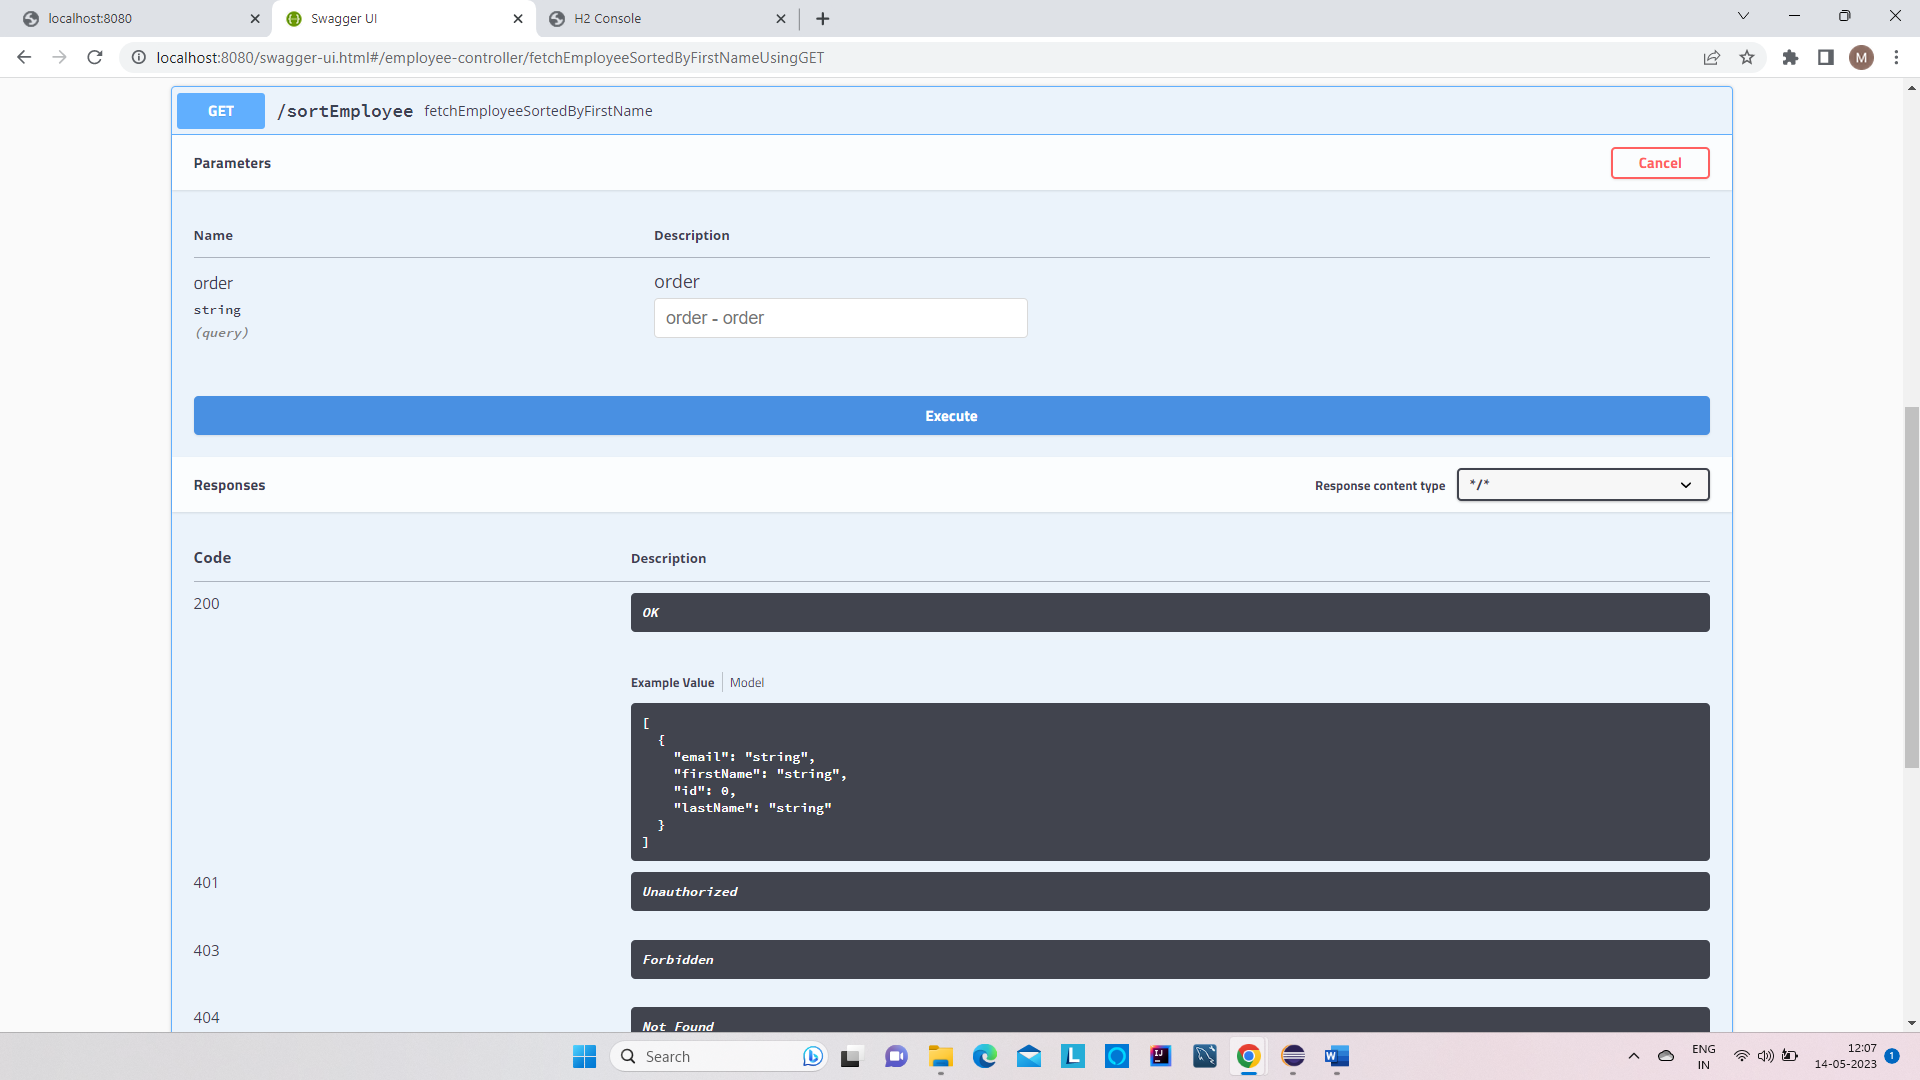 localhost:8080
Swagger UI
H2 Console
localhost:8080/swagger-ui.html#/employee-controller/fetchEmployeeSortedByFirstNameUsingGET
M
GET /sortEmployee fetchEmployeeSortedByFirstName
Parameters
Cancel
Name Description
order
string
(query)
order
order - order
Execute
Responses
Response content type */*
Code Description
200
OK
Example Value Model
[
  {
    "email": "string",
    "firstName": "string",
    "id": 0,
    "lastName": "string"
  }
]
401 Unauthorized
403 Forbidden
404 Not Found
Search
L
IJ
W
ENG
IN
12:07
14-05-2023
1